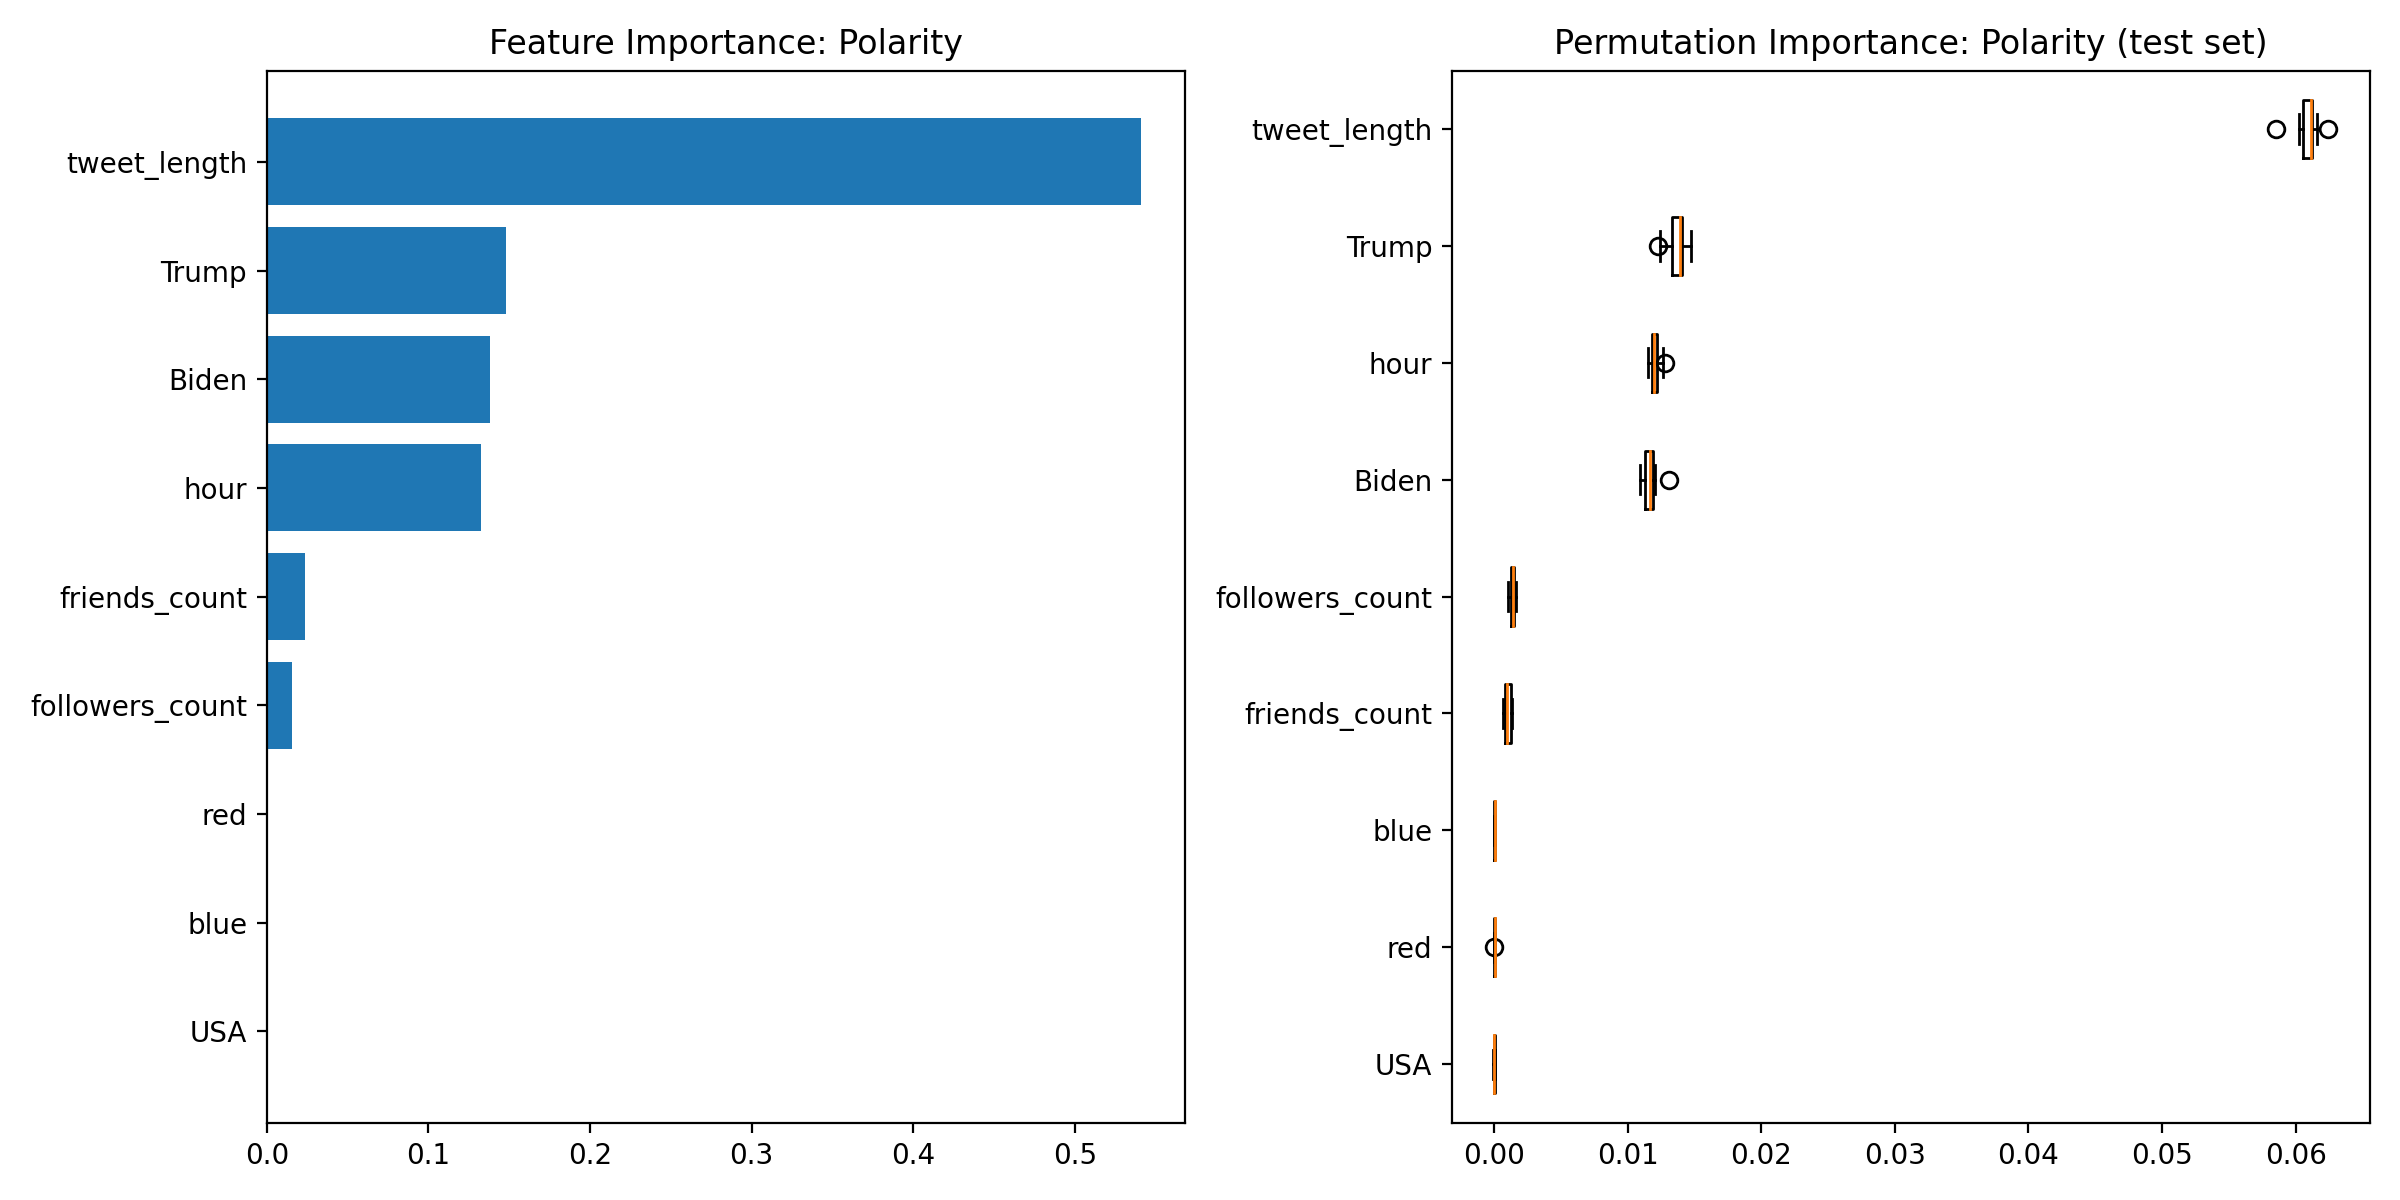 Feature Importance: Polarity
tweet_length
Trump
Biden
hour
friends_count
followers_count
red
blue
USA
0.0 0.1 0.2 0.3 0.4 0.5
Permutation Importance: Polarity (test set)
tweet_length
Trump
hour
Biden
followers_count
friends_count
blue
red
USA
0.00 0.01 0.02 0.03 0.04 0.05 0.06